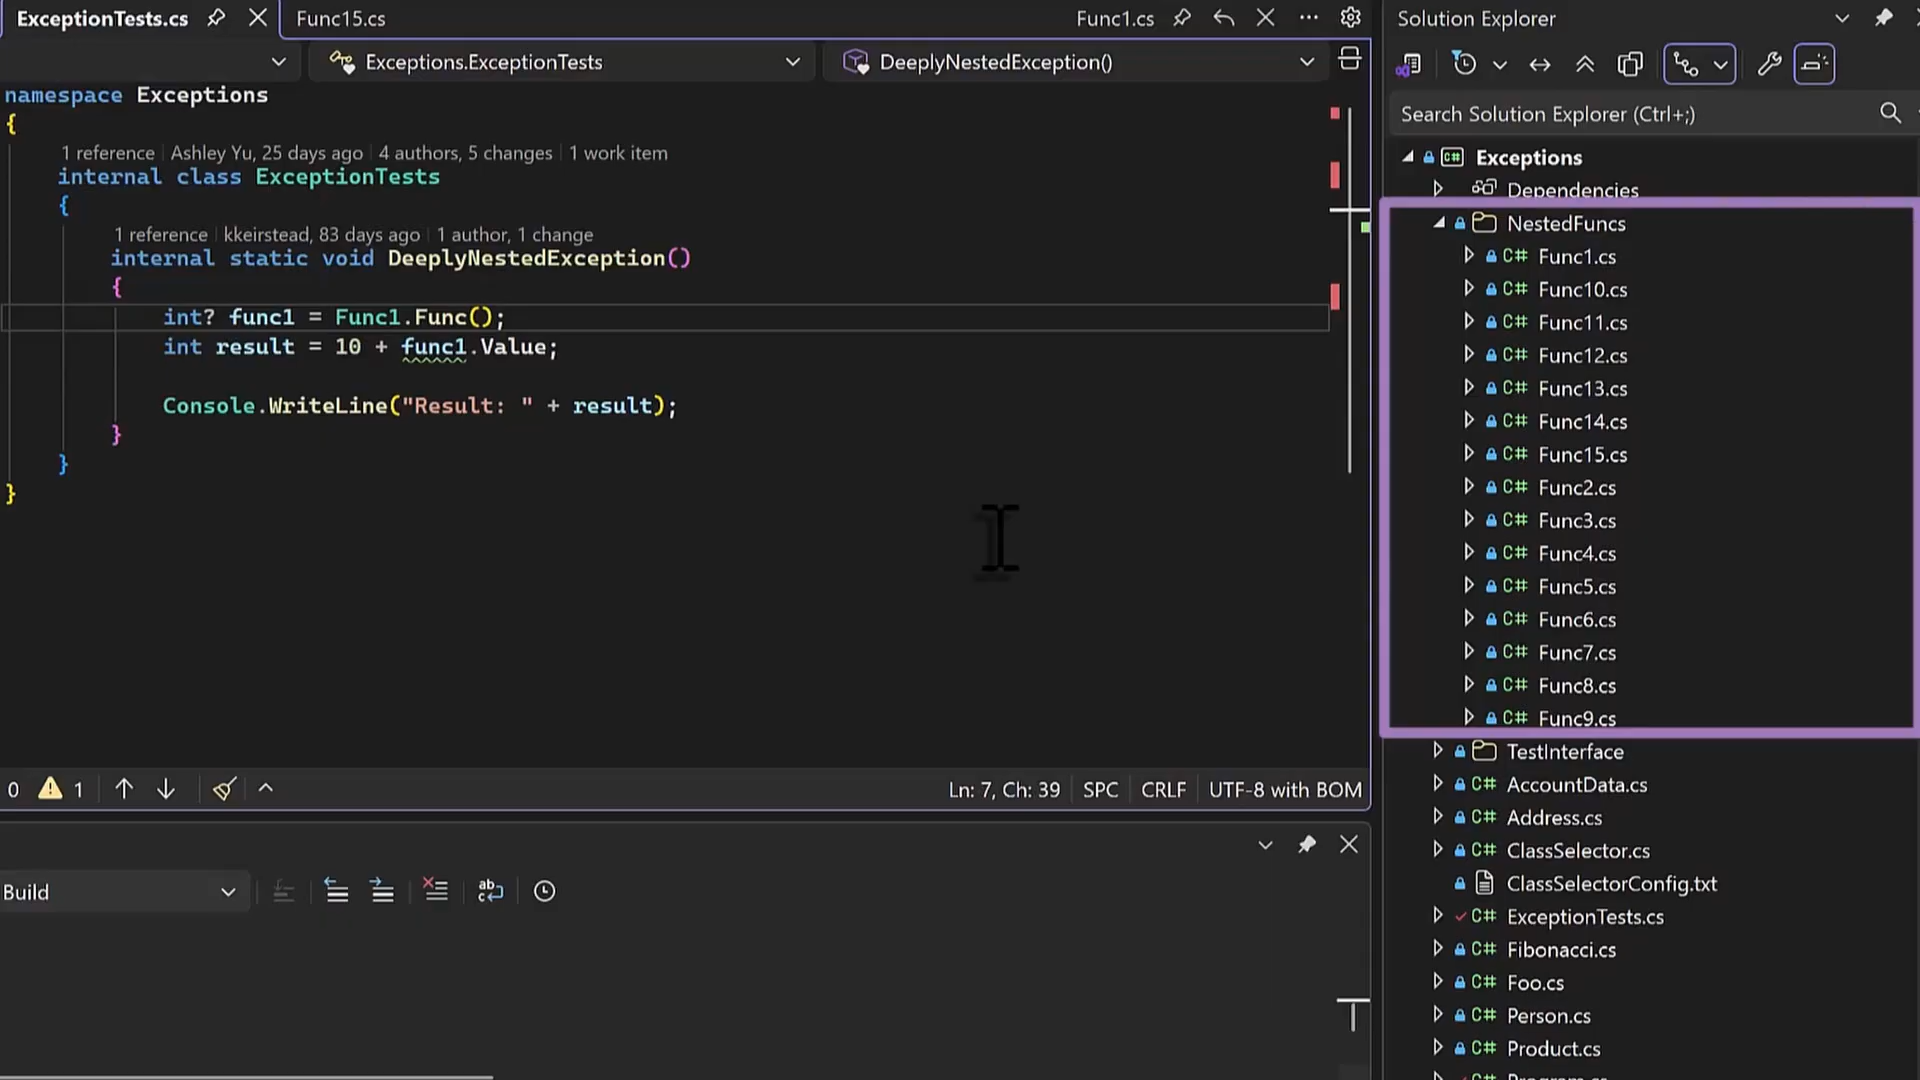 ExceptionTests.cs
Func15.cs
Func1.cs
Exceptions.ExceptionTests
DeeplyNestedException()
namespace Exceptions
{
1 reference | Ashley Yu, 25 days ago | 4 authors, 5 changes | 1 work item
internal class ExceptionTests
{
1 reference | kkeirstead, 83 days ago | 1 author, 1 change
internal static void DeeplyNestedException()
{
int? func1 = Func1.Func();
int result = 10 + func1.Value;
Console.WriteLine("Result: " + result);
}
}
}
0 1
Ln: 7, Ch: 39 SPC CRLF UTF-8 with BOM
Build
Solution Explorer
Search Solution Explorer (Ctrl+;)
C# Exceptions
Dependencies
NestedFuncs
C# Func1.cs
C# Func10.cs
C# Func11.cs
C# Func12.cs
C# Func13.cs
C# Func14.cs
C# Func15.cs
C# Func2.cs
C# Func3.cs
C# Func4.cs
C# Func5.cs
C# Func6.cs
C# Func7.cs
C# Func8.cs
C# Func9.cs
TestInterface
C# AccountData.cs
C# Address.cs
C# ClassSelector.cs
ClassSelectorConfig.txt
C# ExceptionTests.cs
C# Fibonacci.cs
C# Foo.cs
C# Person.cs
C# Product.cs